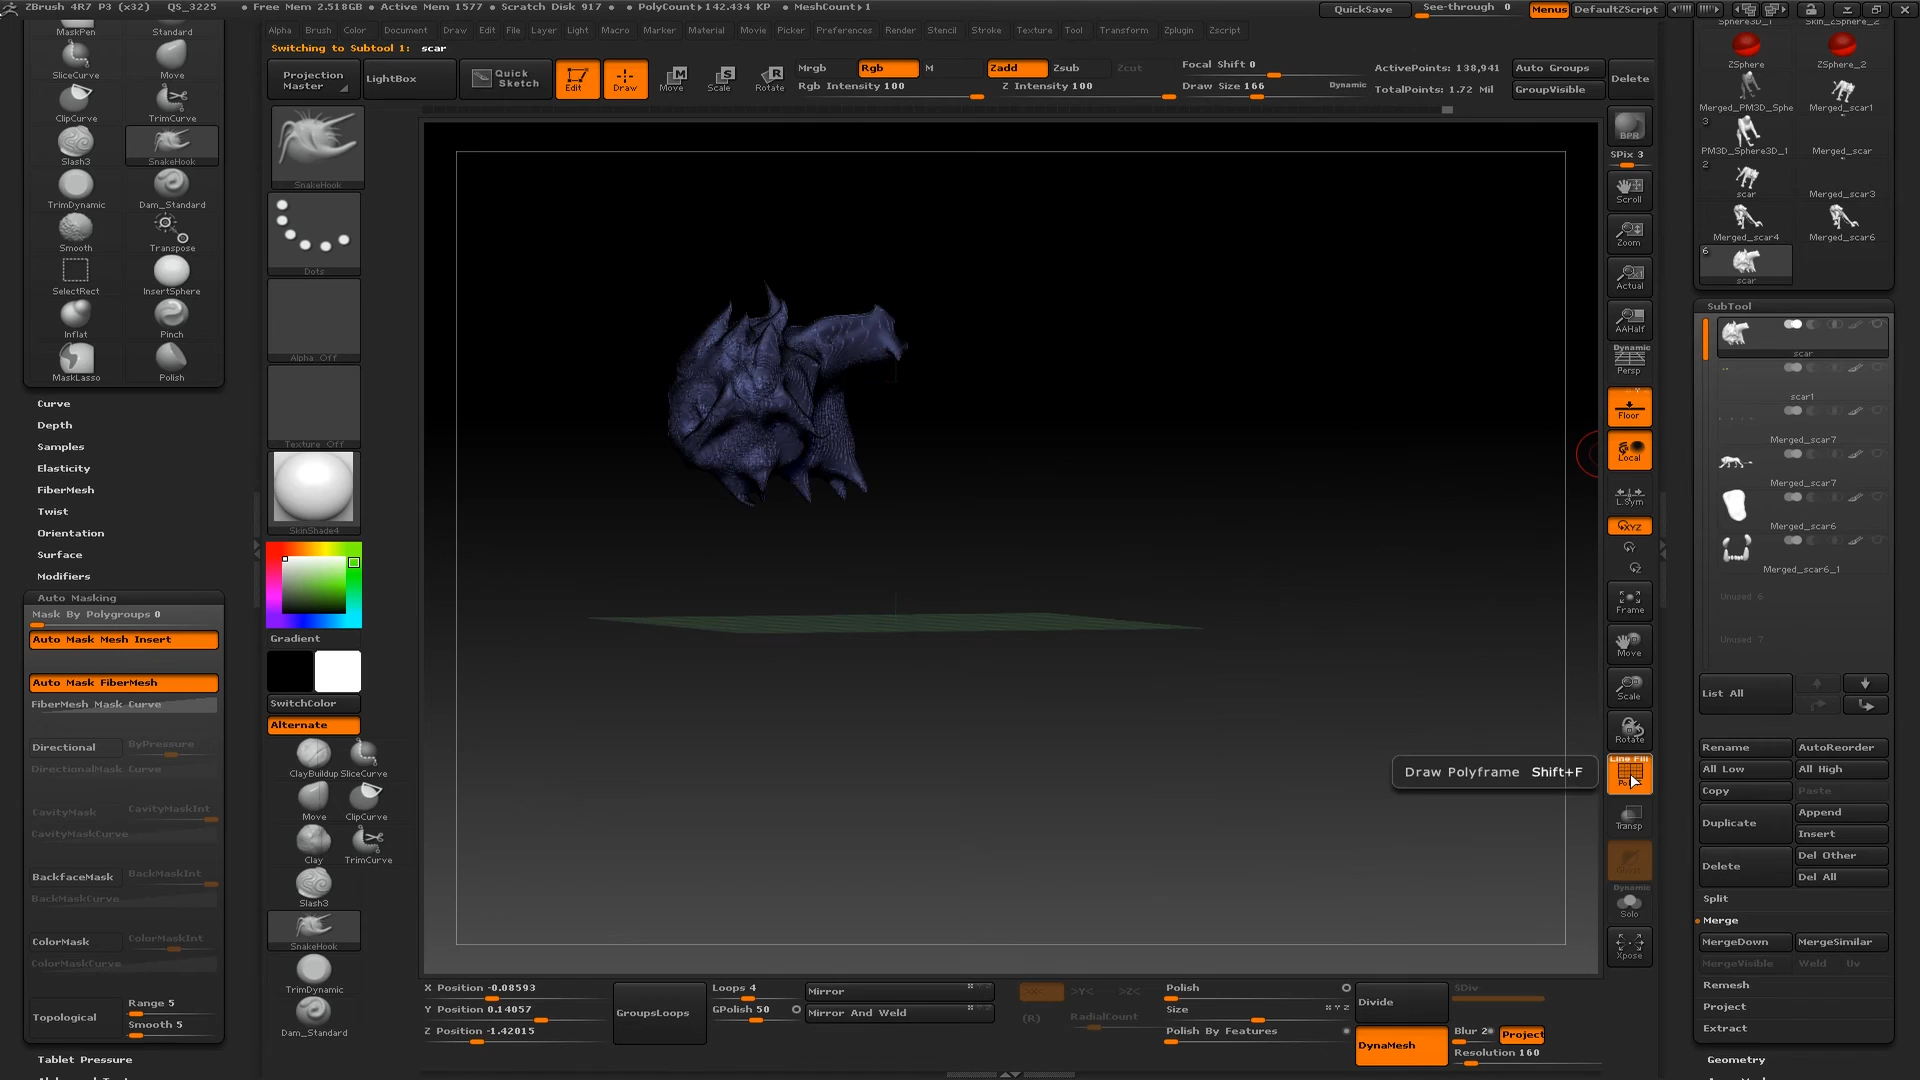 ZBrush 4R7 P3 (x32) QS_3225 ● Free Mem 2.518GB ● Active Mem 1577 ● Scratch Disk 917 ● PolyCount▸142.434 KP ● MeshCount▸1
QuickSave See-through 0 Menus DefaultZScript
Alpha Brush Color Document Draw Edit File Layer Light Macro Marker Material Movie Picker Preferences Render Stencil Stroke Texture Tool Transform Zplugin Zscript
Switching to Subtool 1: scar
Projection Master
LightBox
Quick Sketch
Edit
Draw
Move
Scale
Rotate
Mrgb Rgb M
Rgb Intensity 100
Zadd Zsub Zcut
Z Intensity 100
Focal Shift 0
Draw Size 166 Dynamic
ActivePoints: 138,941
TotalPoints: 1.72 Mil
Auto Groups
GroupVisible
Delete
MaskPen Standard
SliceCurve Move
ClipCurve TrimCurve
Slash3 SnakeHook
TrimDynamic Dam_Standard
Smooth Transpose
SelectRect InsertSphere
Inflat Pinch
MaskLasso Polish
Curve
Depth
Samples
Elasticity
FiberMesh
Twist
Orientation
Surface
Modifiers
Auto Masking
Mask By Polygroups 0
Auto Mask Mesh Insert
Auto Mask FiberMesh
FiberMesh Mask Curve
Directional ByPressure
DirectionalMask Curve
CavityMask CavityMaskInt
CavityMaskCurve
BackfaceMask BackMaskInt
BackMaskCurve
ColorMask ColorMaskInt
ColorMaskCurve
Topological
Range 5
Smooth 5
Tablet Pressure
SnakeHook
Dots
Alpha Off
Texture Off
SkinShade4
Gradient
SwitchColor
Alternate
ClayBuildup SliceCurve
Move ClipCurve
Clay TrimCurve
Slash3
SnakeHook
TrimDynamic
Dam_Standard
BPR
SPix 3
Scroll
Zoom
Actual
AAHalf
Dynamic
Persp
Floor
Local
L.Sym
XYZ
Frame
Move
Scale
Rotate
Line Fill
Draw Polyframe Shift+F
Transp
Ghost
Dynamic
Solo
Xpose
X Position -0.08593
Y Position 0.14057
Z Position -1.42015
GroupsLoops
Loops 4
GPolish 50
Mirror
Mirror And Weld
>X< >Y< >Z<
(R) RadialCount
Polish
Size
Polish By Features
Divide
DynaMesh
SDiv
Blur 2 Project
Resolution 160
Sphere3D_1 Skin_ZSphere_2
ZSphere ZSphere_2
Merged_PM3D_Sphe Merged_scar1
3
PM3D_Sphere3D_1 Merged_scar
2
scar Merged_scar3
Merged_scar4 Merged_scar6
6
scar
SubTool
scar
scar1
Merged_scar7
Merged_scar7
Merged_scar6
Merged_scar6_1
Unused 6
Unused 7
List All
Rename AutoReorder
All Low All High
Copy Paste
Duplicate Append
Insert
Delete Del Other
Del All
Split
Merge
MergeDown MergeSimilar
MergeVisible Weld Uv
Remesh
Project
Extract
Geometry